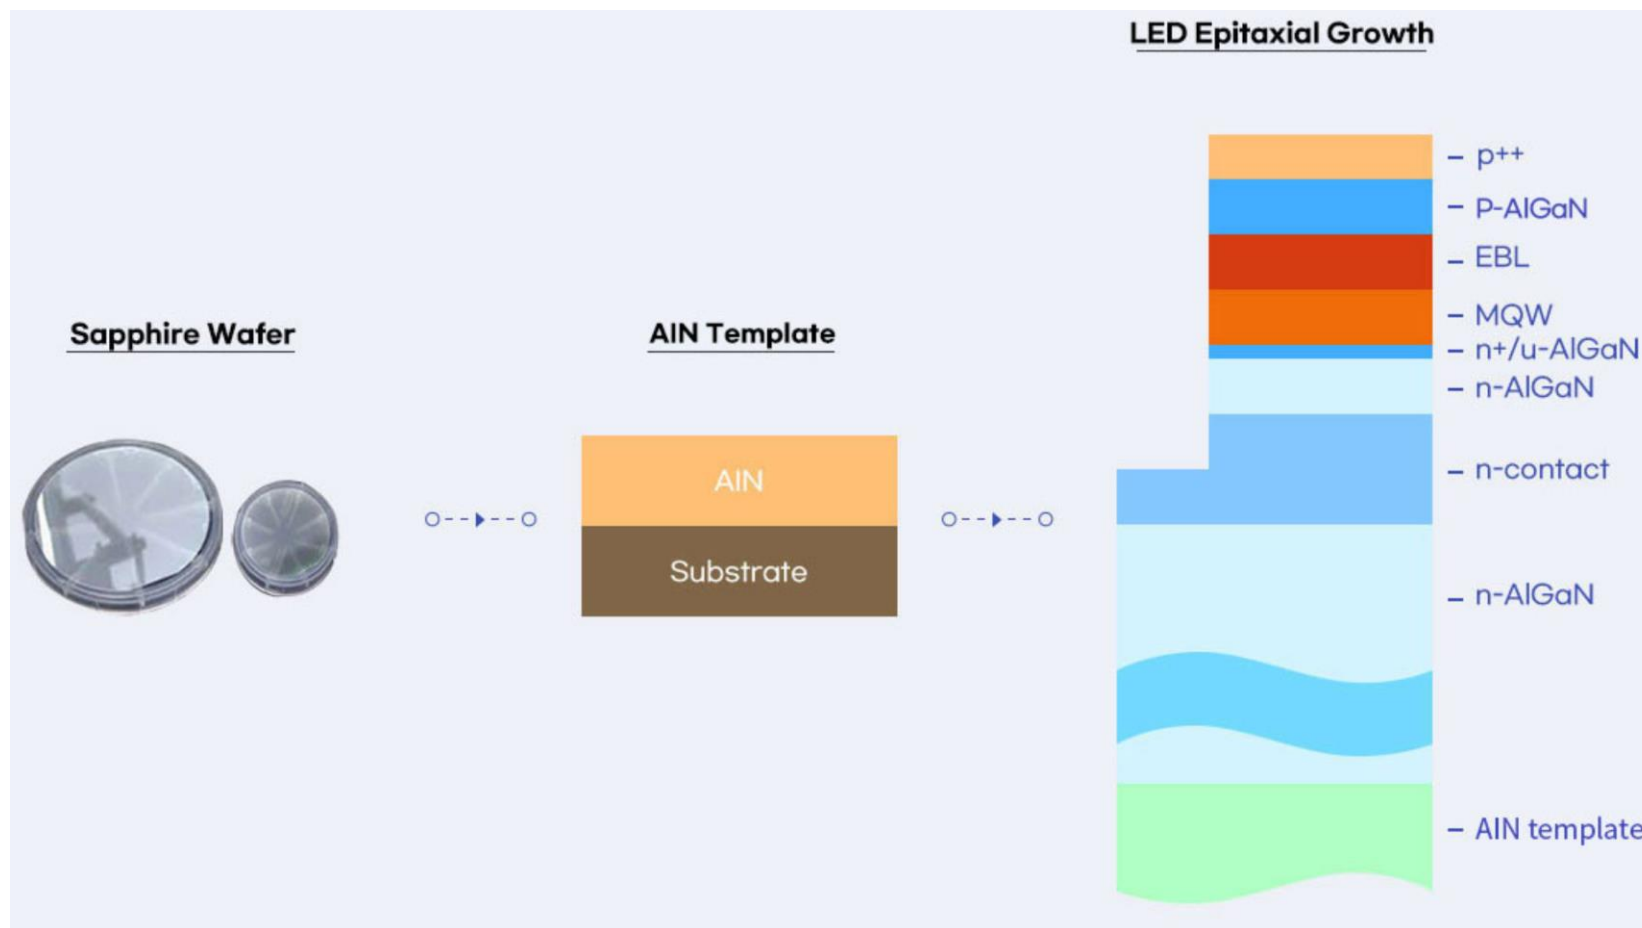 LED Epitaxial Growth
p++
P-AlGaN
EBL
MQW
n+/u-AlGaN
n-AlGaN
n-contact
n-AlGaN
AlN template
Sapphire Wafer
AlN Template
AlN
Substrate